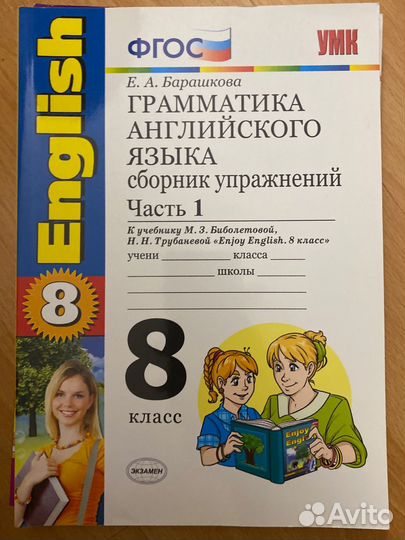 ФГОС
УМК
Е. А. Барашкова
ГРАММАТИКА
АНГЛИЙСКОГО
ЯЗЫКА
сборник упражнений
Часть 1
К учебнику М. З. Биболетовой,
Н. Н. Трубаневой «Enjoy English. 8 класс»
учени класса
школы
English
8
8
класс
Enjoy
Engl
ЭКЗАМЕН
Avito